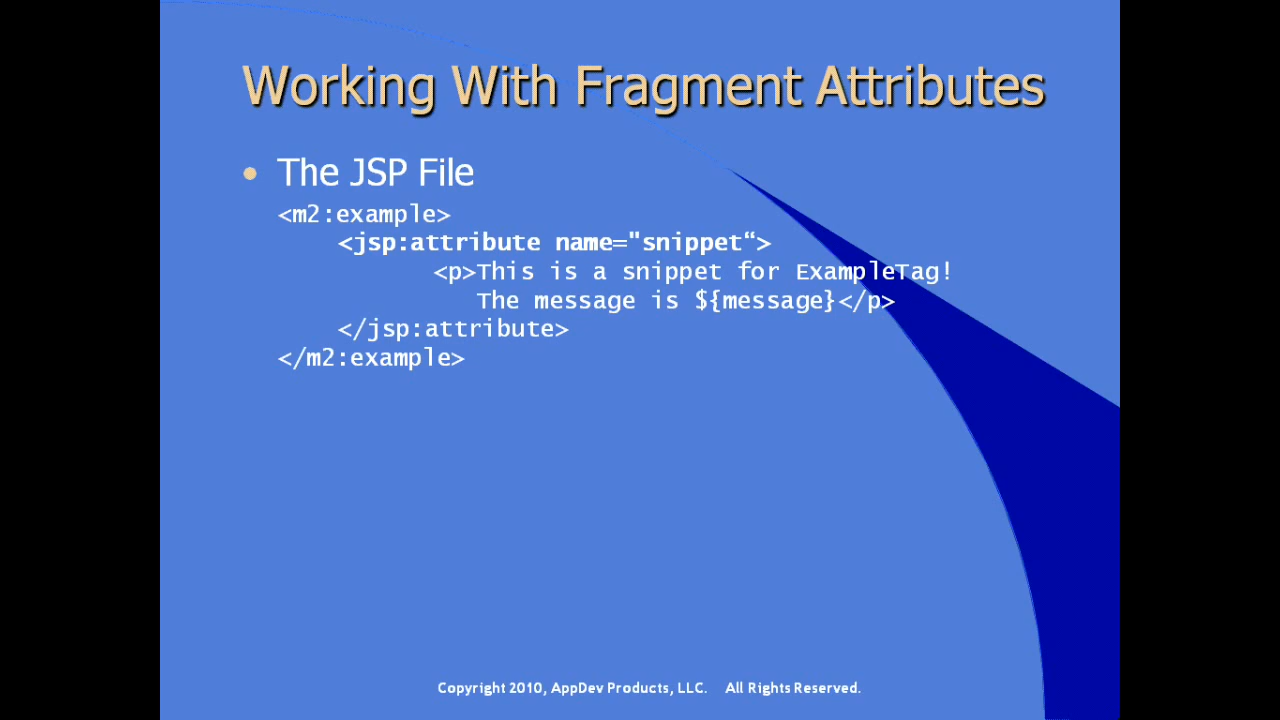 Working With Fragment Attributes
• The JSP File
<m2:example>
<jsp:attribute name="snippet“>
<p>This is a snippet for ExampleTag!
The message is ${message}</p>
</jsp:attribute>
</m2:example>
Copyright 2010, AppDev Products, LLC. All Rights Reserved.